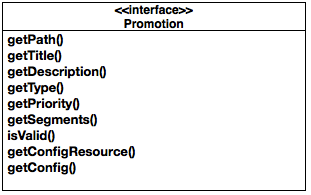 <<interface>>
Promotion
getPath()
getTitle()
getDescription()
getType()
getPriority()
getSegments()
isValid()
getConfigResource()
getConfig()